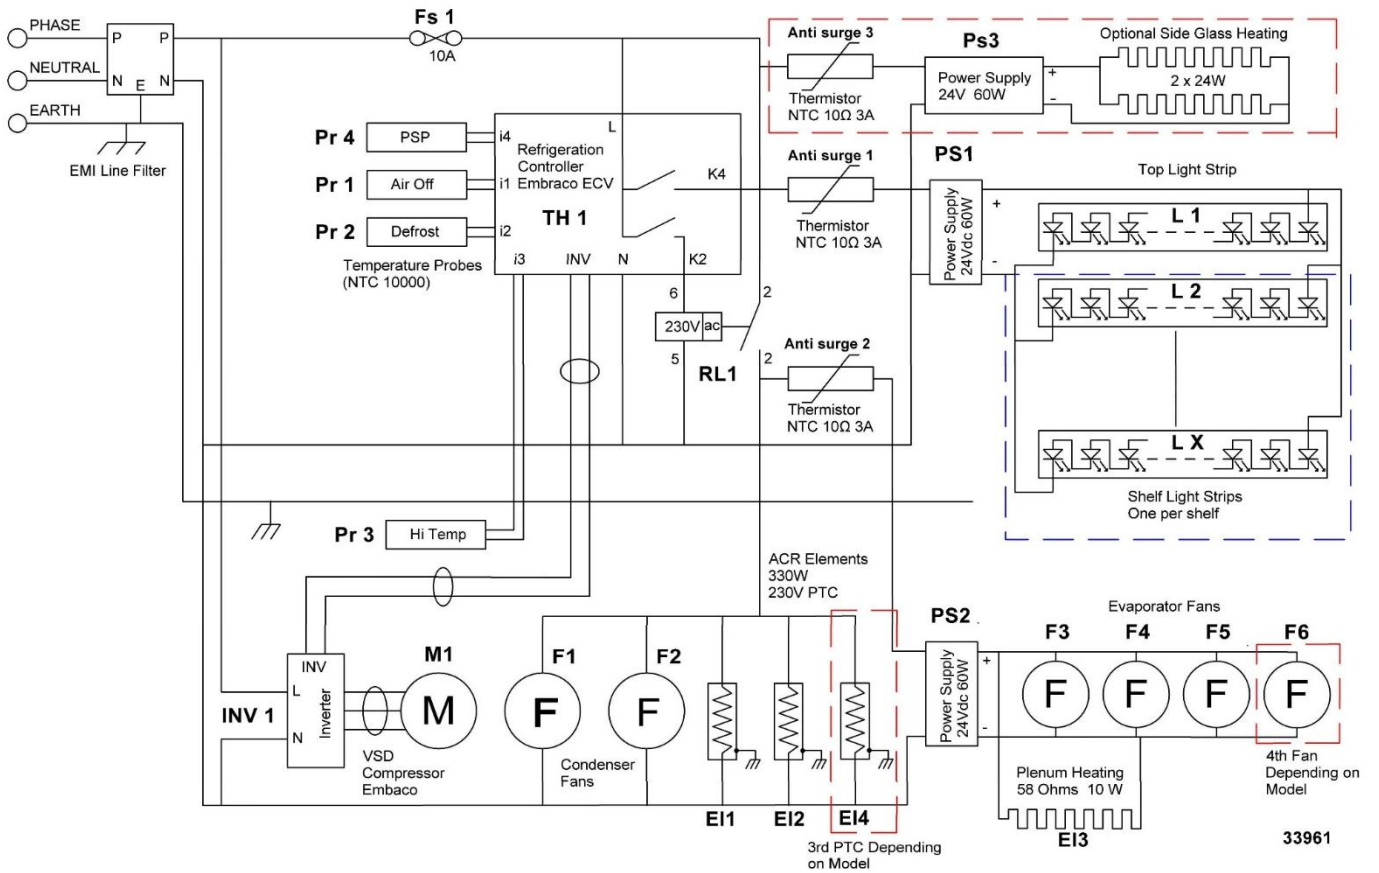 PHASE
P
P
NEUTRAL
N
E
N
EARTH
EMI Line Filter
Fs 1
10A
Anti surge 3
Thermistor
NTC 10Ω 3A
Ps3
Power Supply
24V 60W
+
-
Optional Side Glass Heating
2 x 24W
Pr 4
PSP
i4
Pr 1
Air Off
i1
Pr 2
Defrost
i2
Temperature Probes
(NTC 10000)
L
Refrigeration
Controller
Embraco ECV
TH 1
K4
i3
INV
N
K2
Anti surge 1
Thermistor
NTC 10Ω 3A
PS1
Power Supply
24Vdc 60W
+
-
Top Light Strip
L 1
L 2
L X
Shelf Light Strips
One per shelf
6
230V
ac
5
RL1
2
2
Anti surge 2
Thermistor
NTC 10Ω 3A
Pr 3
Hi Temp
ACR Elements
330W
230V PTC
INV
L
N
Inverter
INV 1
M1
M
VSD
Compressor
Embaco
F1
F
F2
F
Condenser
Fans
El1
El2
El4
3rd PTC Depending
on Model
PS2
Power Supply
24Vdc 60W
+
-
Evaporator Fans
F3
F4
F5
F6
F
F
F
F
Plenum Heating
58 Ohms 10 W
El3
4th Fan
Depending on
Model
33961